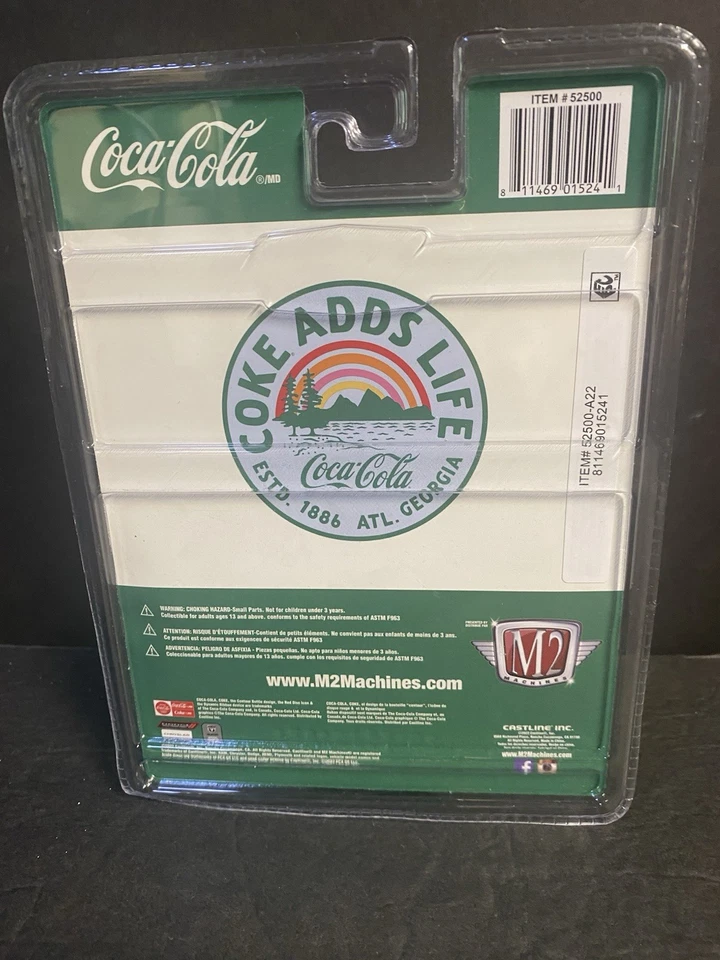 Coca-Cola ®/MD
ITEM # 52500
8 11469 01524 1
ITEM# 52500-A22
811469015241
COKE ADDS LIFE
Coca-Cola
ESTD. 1886 ATL. GEORGIA
WARNING: CHOKING HAZARD-Small Parts. Not for children under 3 years.
Collectible for adults ages 13 and above. conforms to the safety requirements of ASTM F963
ATTENTION: RISQUE D'ÉTOUFFEMENT-Contient de petits éléments. Ne convient pas aux enfants de moins de 3 ans.
Ce produit est conforme aux exigences de sécurité ASTM F963
ADVERTENCIA: PELIGRO DE ASFIXIA - Piezas pequeñas. No apto para niños menores de 3 años.
Coleccionable para adultos mayores de 13 años. cumple con los requisitos de seguridad de ASTM F963
www.M2Machines.com
M2
MACHINES
CASTLINE INC.
www.M2Machines.com